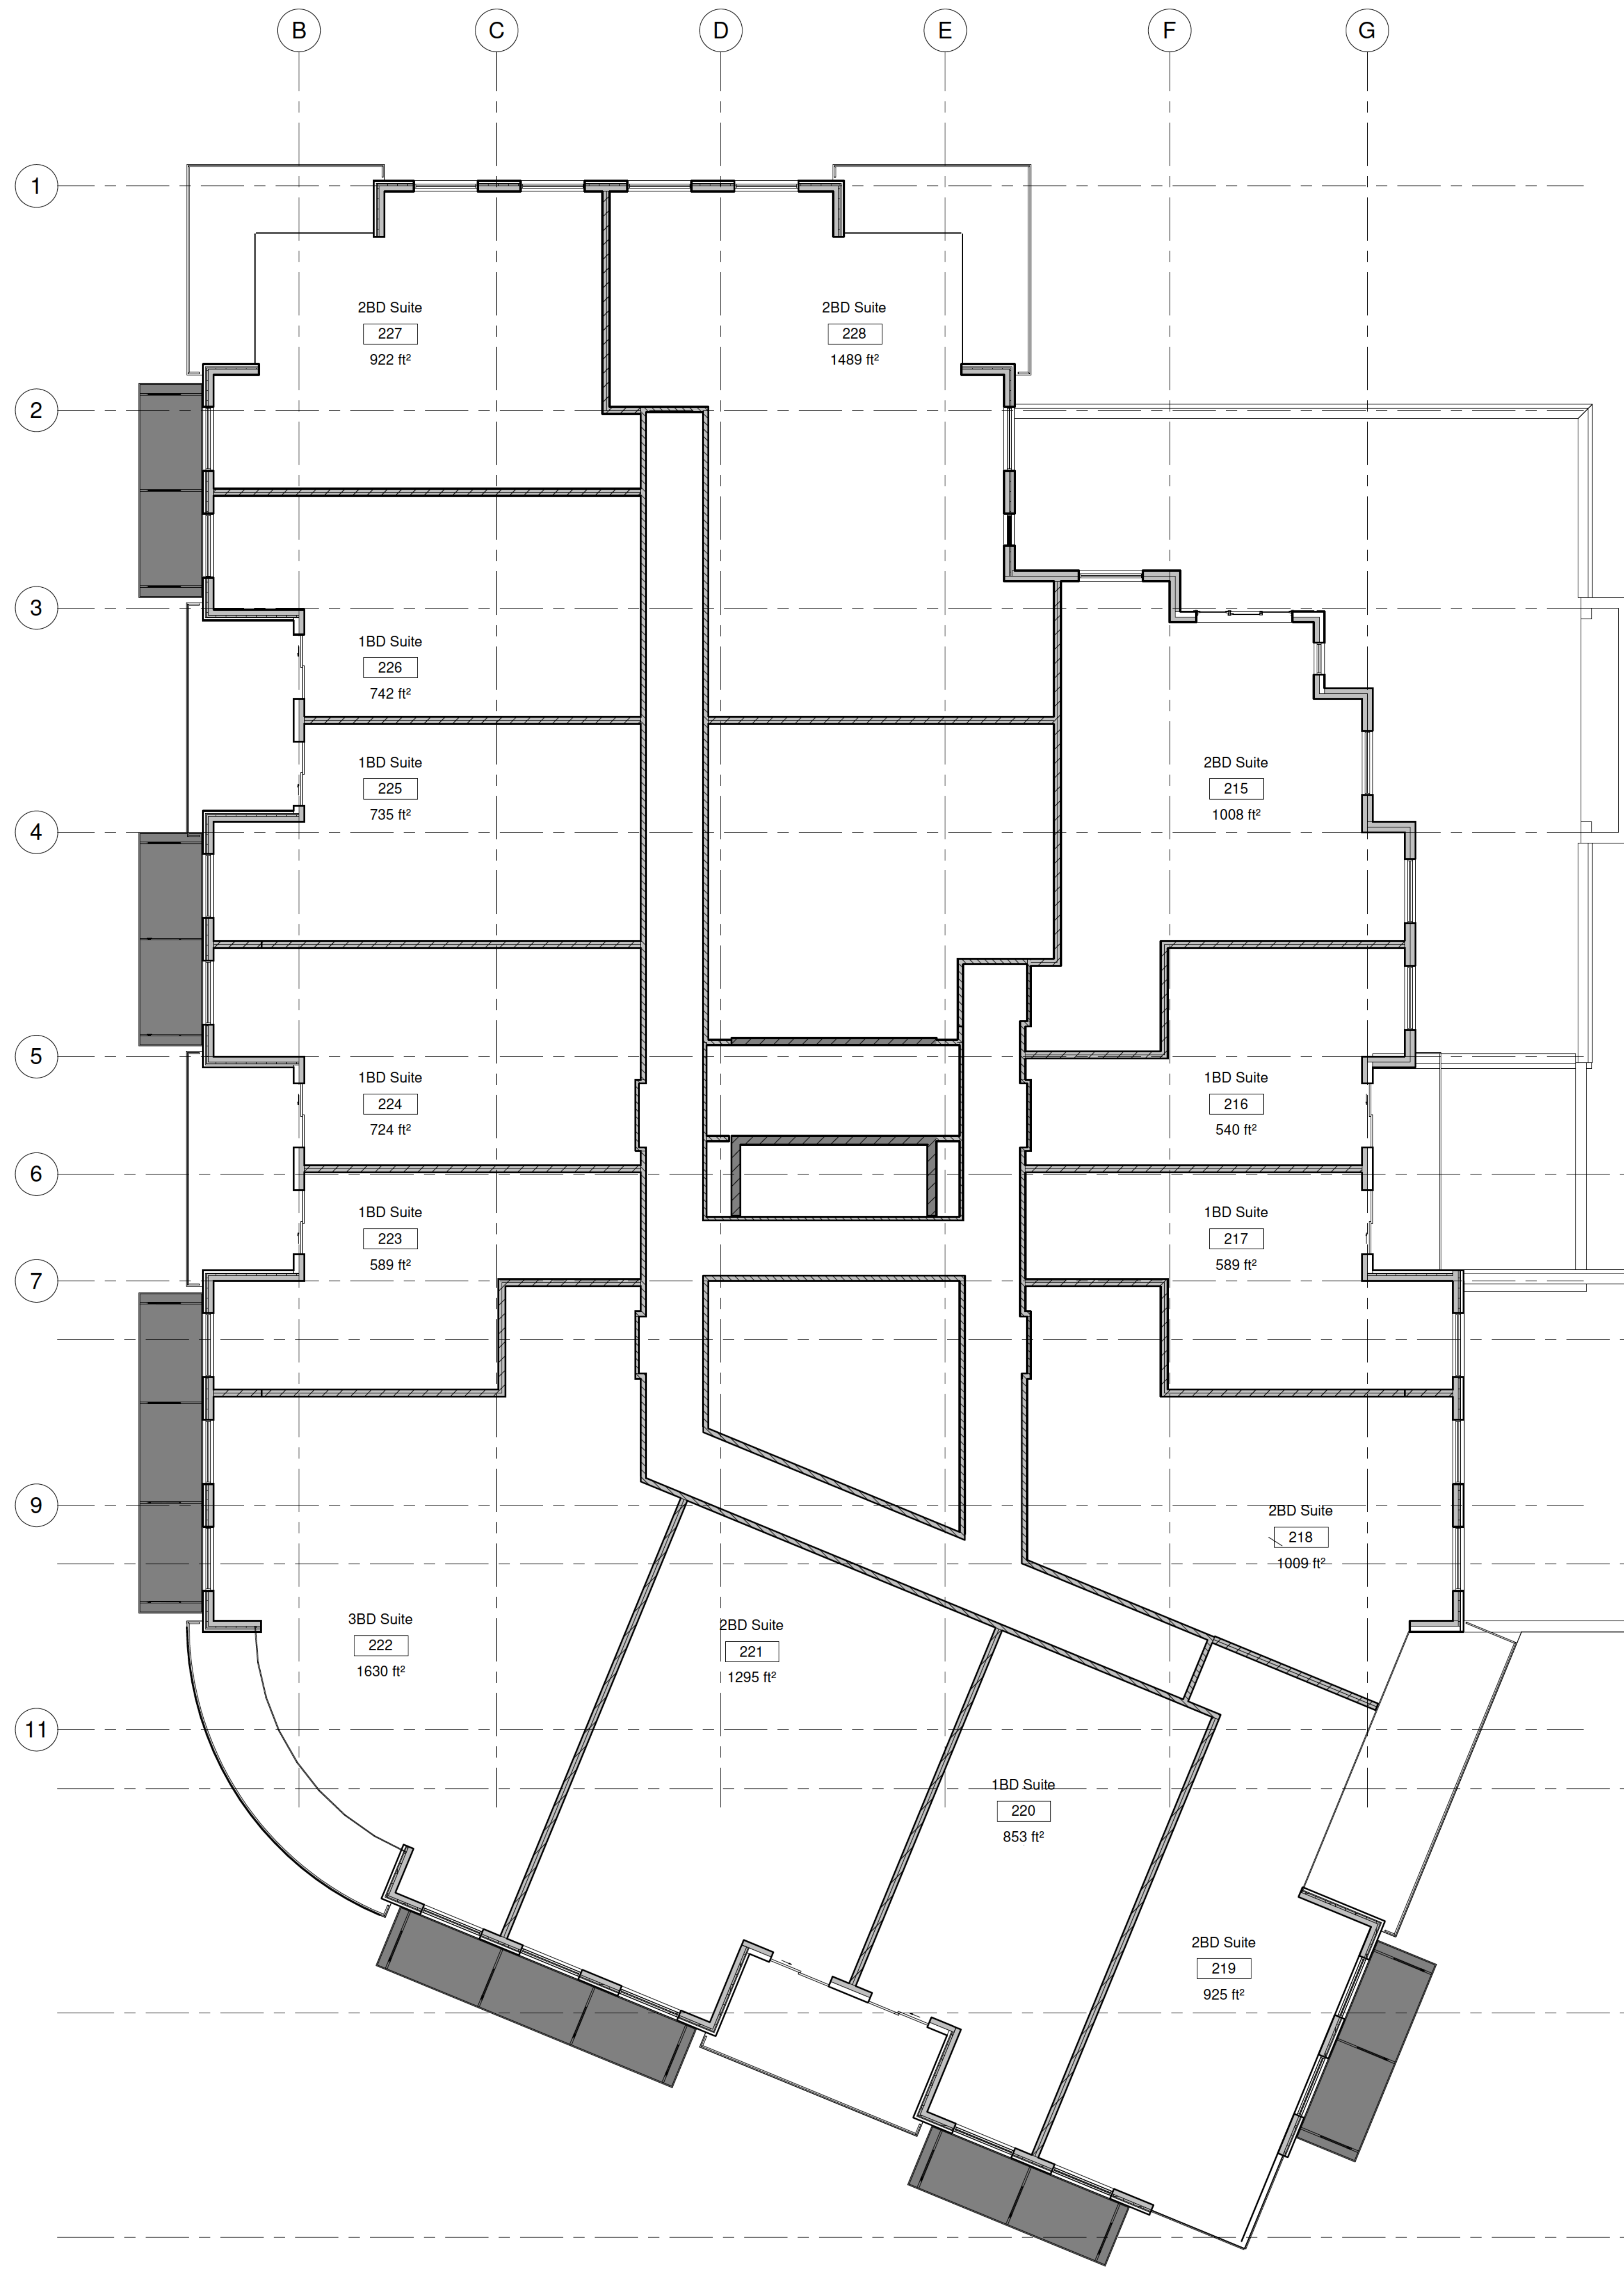 B
C
D
E
F
G
1
2BD Suite
227
922 ft²
2BD Suite
228
1489 ft²
2
3
1BD Suite
226
742 ft²
1BD Suite
225
735 ft²
2BD Suite
215
1008 ft²
4
5
1BD Suite
224
724 ft²
1BD Suite
216
540 ft²
6
1BD Suite
223
589 ft²
1BD Suite
217
589 ft²
7
9
2BD Suite
218
1009 ft²
3BD Suite
222
1630 ft²
2BD Suite
221
1295 ft²
11
1BD Suite
220
853 ft²
2BD Suite
219
925 ft²